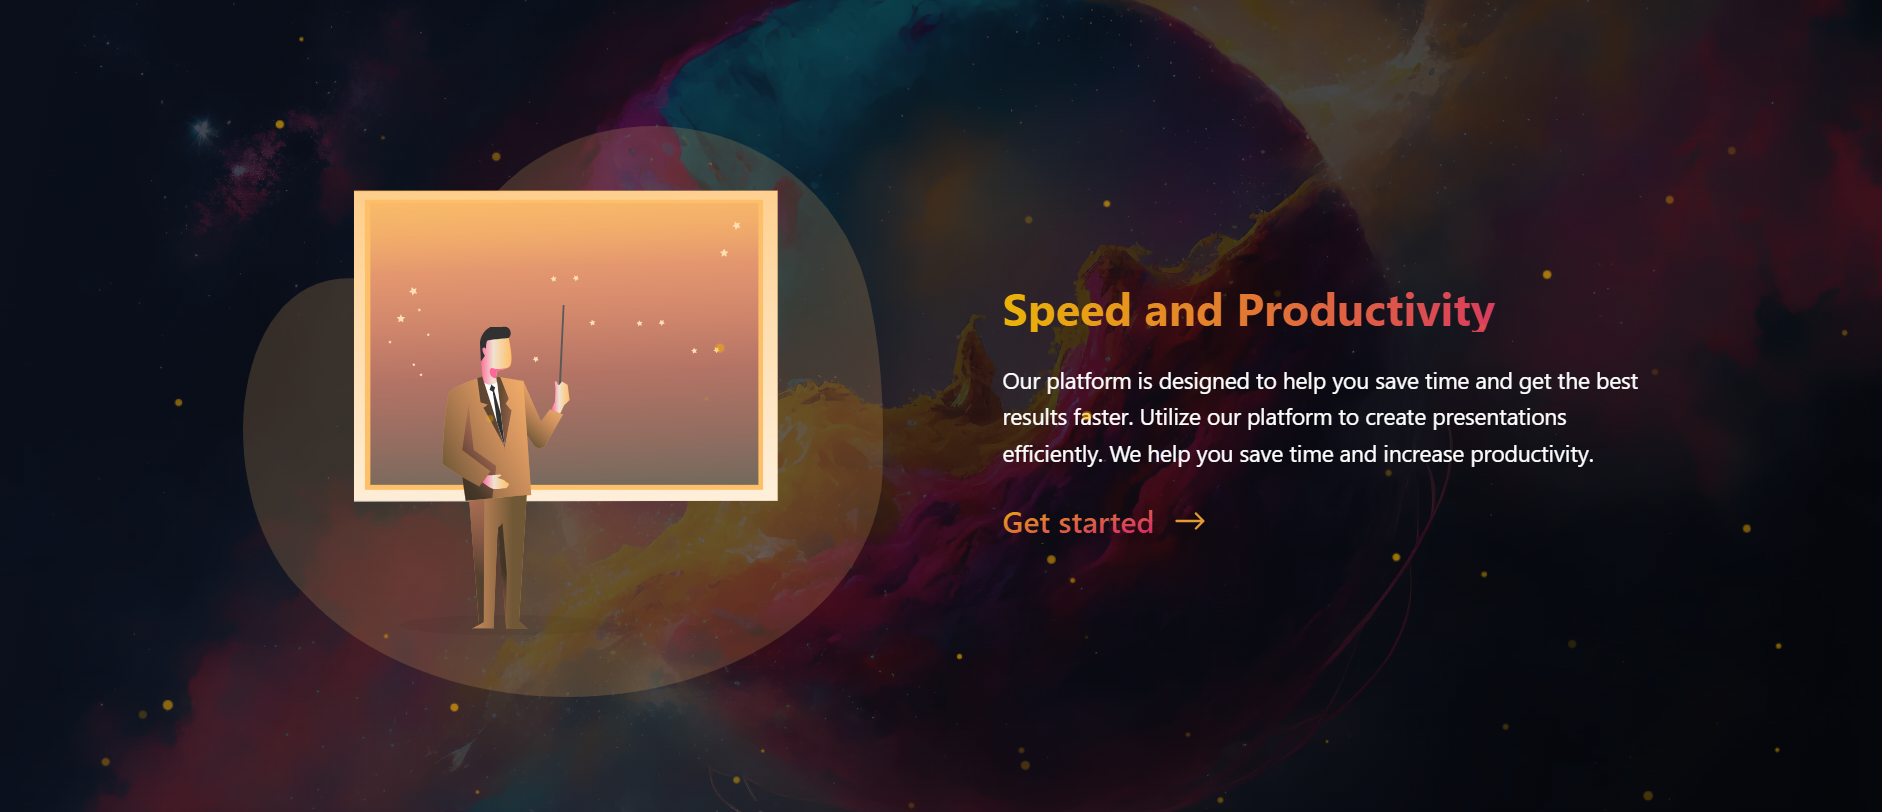 Speed and Productivity
Our platform is designed to help you save time and get the best
results faster. Utilize our platform to create presentations
efficiently. We help you save time and increase productivity.
Get started